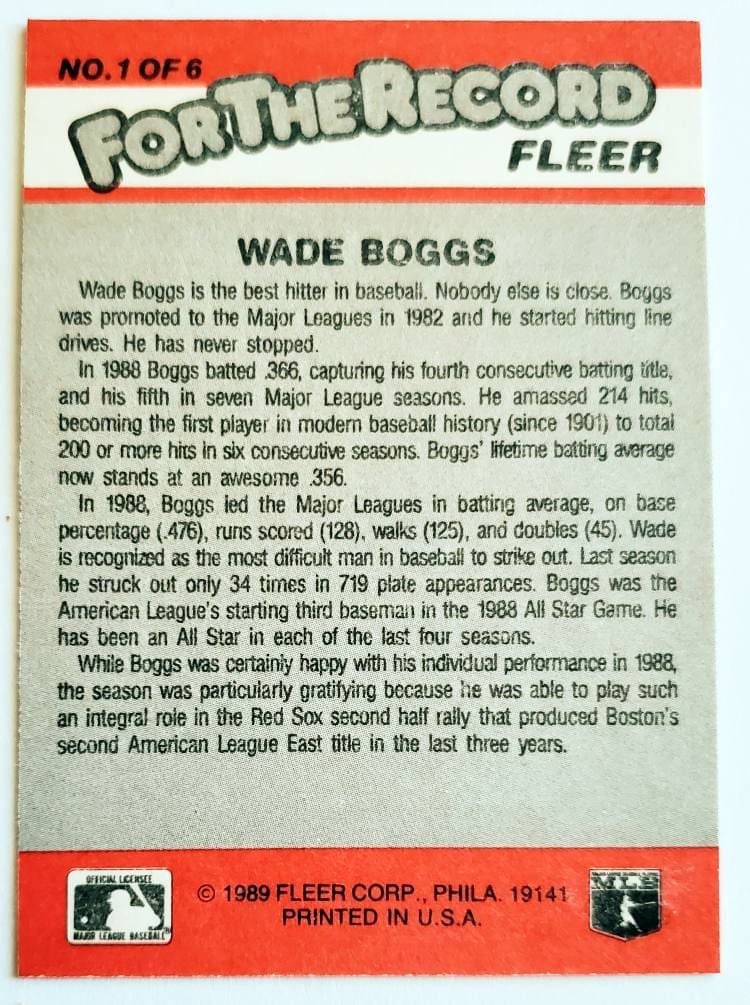 NO. 1 OF 6
FOR THE RECORD
FLEER
WADE BOGGS
Wade Boggs is the best hitter in baseball. Nobody else is close. Boggs
was promoted to the Major Leagues in 1982 and he started hitting line
drives. He has never stopped.
In 1988 Boggs batted .366, capturing his fourth consecutive batting title,
and his fifth in seven Major League seasons. He amassed 214 hits,
becoming the first player in modern baseball history (since 1901) to total
200 or more hits in six consecutive seasons. Boggs' lifetime batting average
now stands at an awesome .356.
In 1988, Boggs led the Major Leagues in batting average, on base
percentage (.476), runs scored (128), walks (125), and doubles (45). Wade
is recognized as the most difficult man in baseball to strike out. Last season
he struck out only 34 times in 719 plate appearances. Boggs was the
American League's starting third baseman in the 1988 All Star Game. He
has been an All Star in each of the last four seasons.
While Boggs was certainly happy with his individual performance in 1988,
the season was particularly gratifying because he was able to play such
an integral role in the Red Sox second half rally that produced Boston's
second American League East title in the last three years.
OFFICIAL LICENSEE
MAJOR LEAGUE BASEBALL
© 1989 FLEER CORP., PHILA. 19141
PRINTED IN U.S.A.